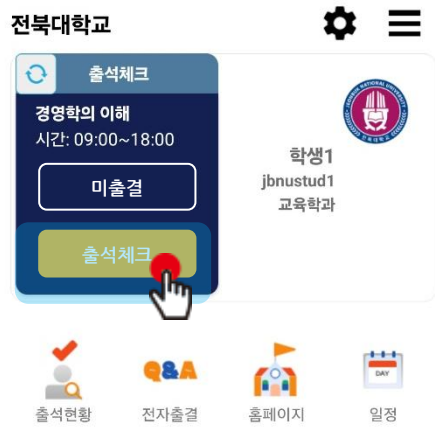 전북대학교
출석체크
경영학의 이해
시간: 09:00~18:00
미출결
출석체크
학생1
jbnustud1
교육학과
Q&A
DAY
출석현황
전자출결
홈페이지
일정